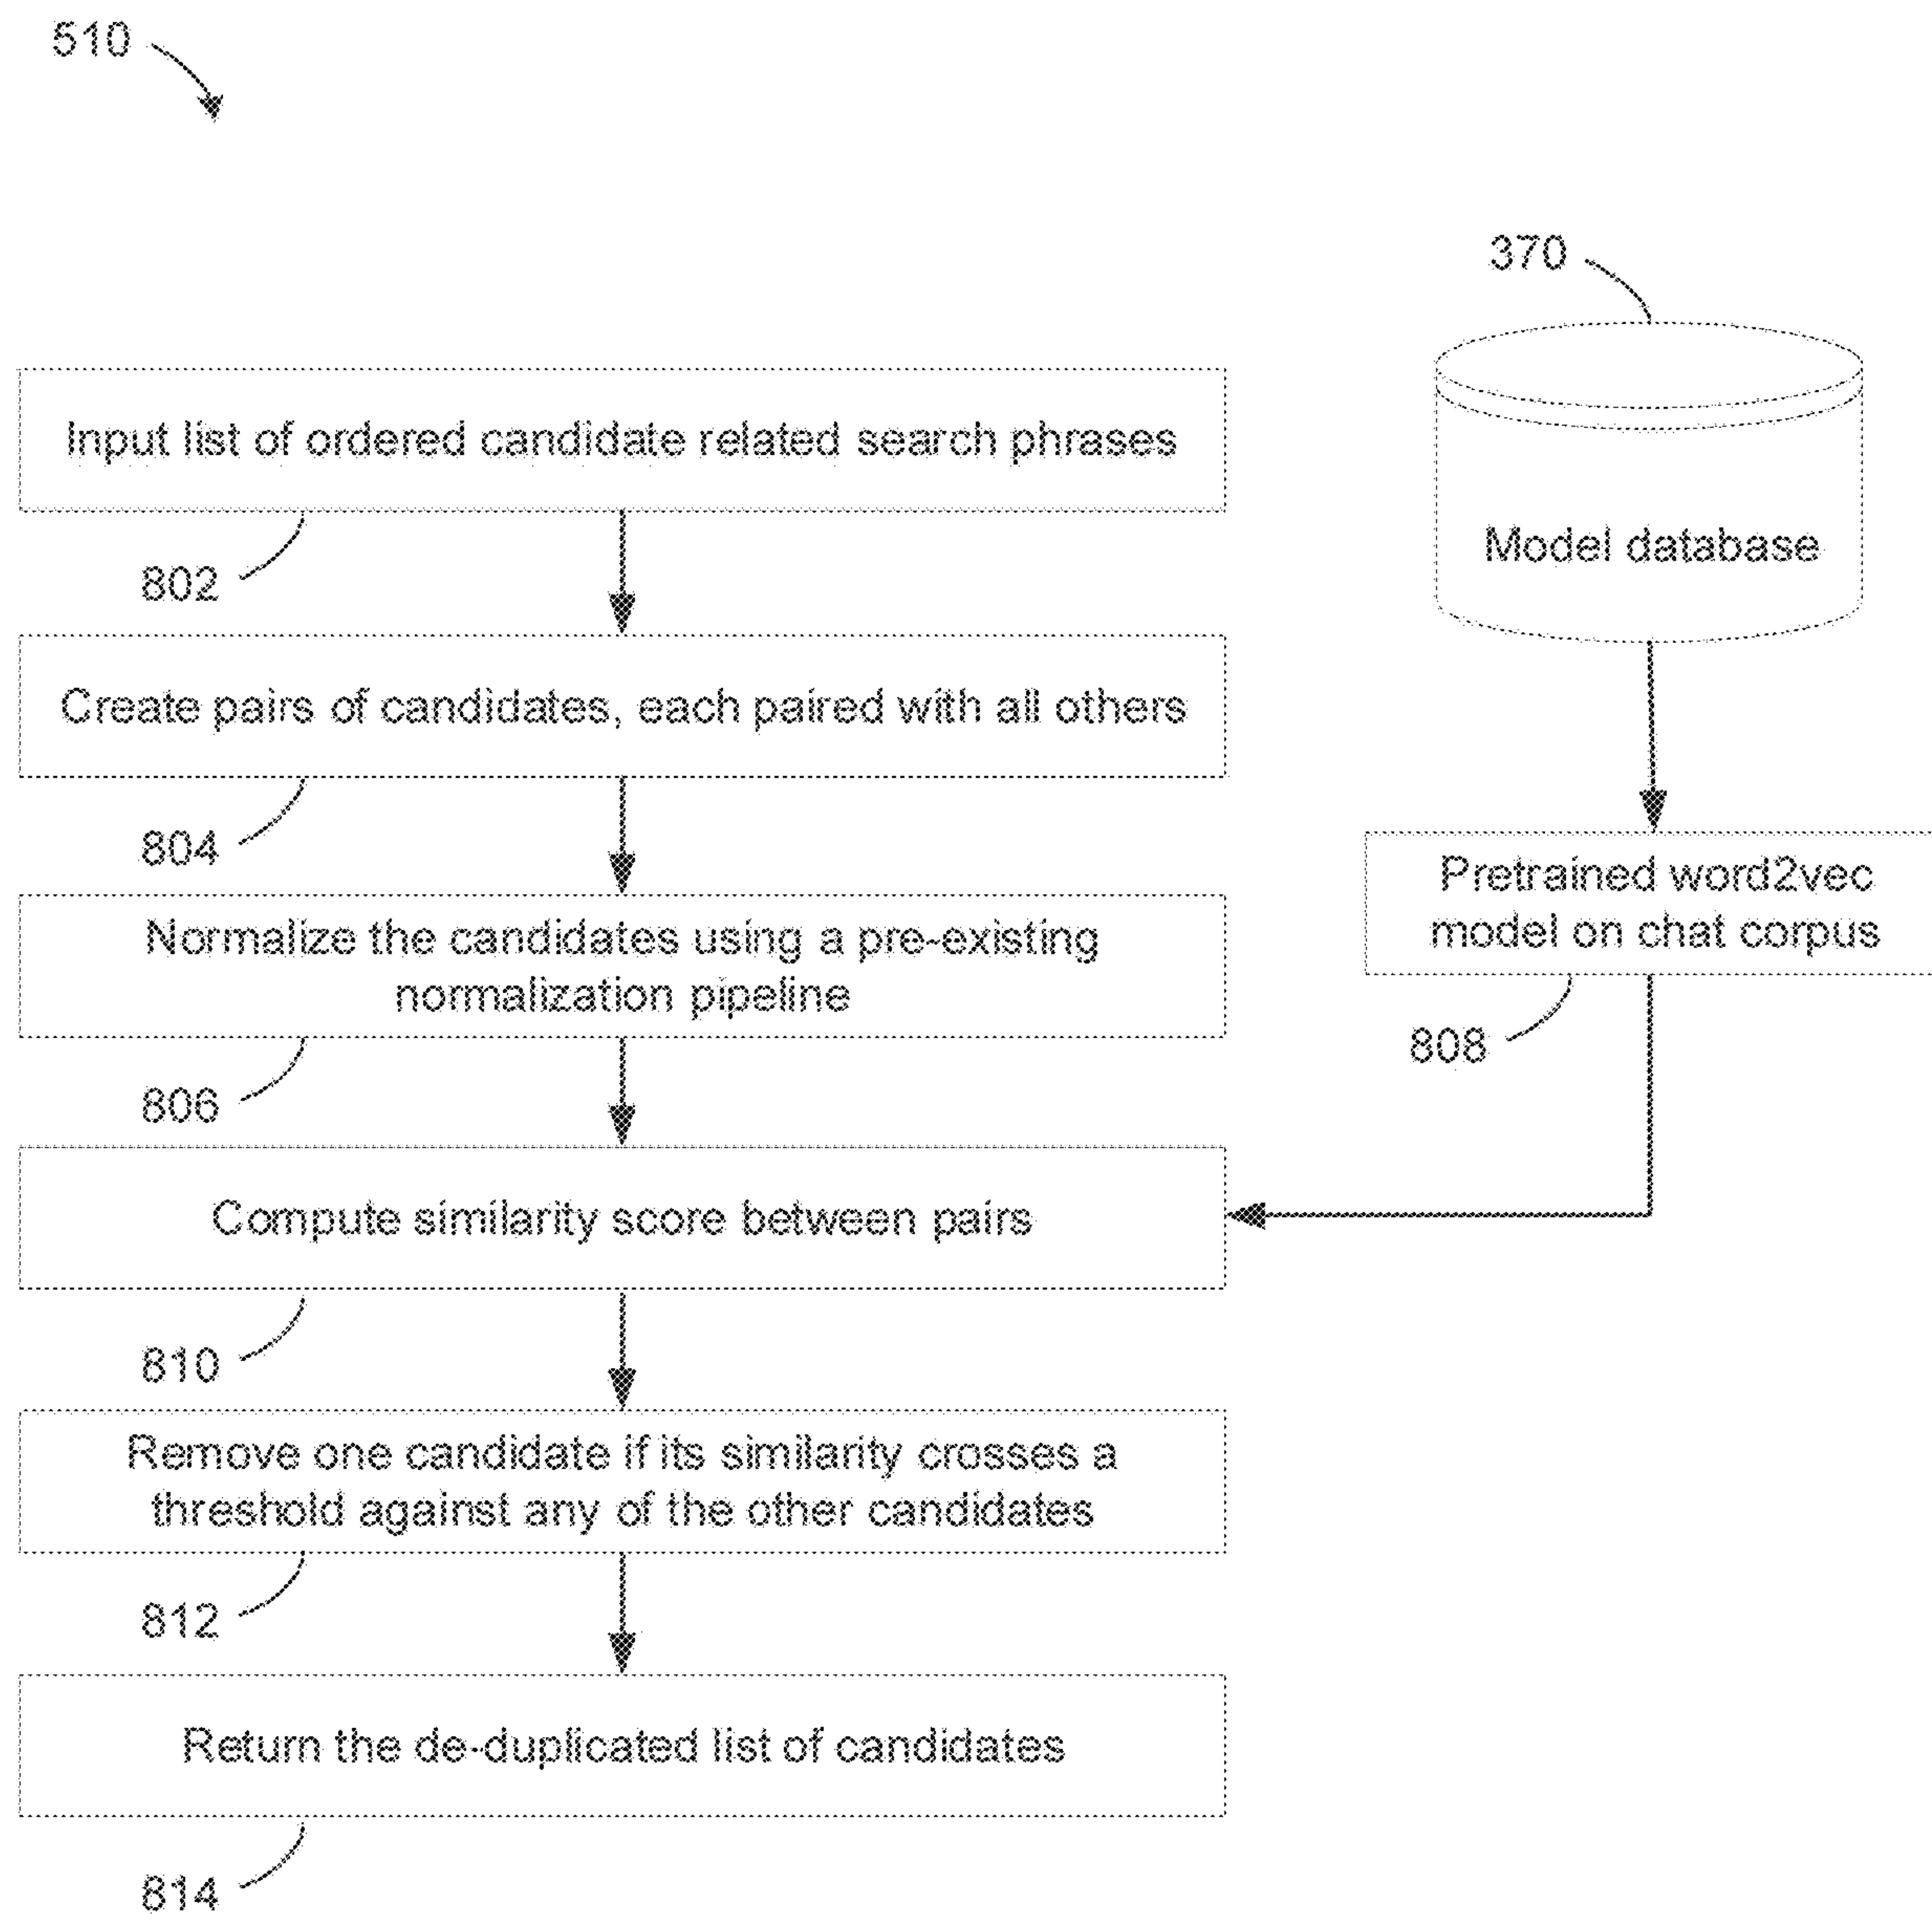 510
370
Input list of ordered candidate related search phrases
802
Model database
Create pairs of candidates, each paired with all others
804
Pretrained word2vec
model on chat corpus
808
Normalize the candidates using a pre-existing
normalization pipeline
806
Compute similarity score between pairs
810
Remove one candidate if its similarity crosses a
threshold against any of the other candidates
812
Return the de-duplicated list of candidates
814